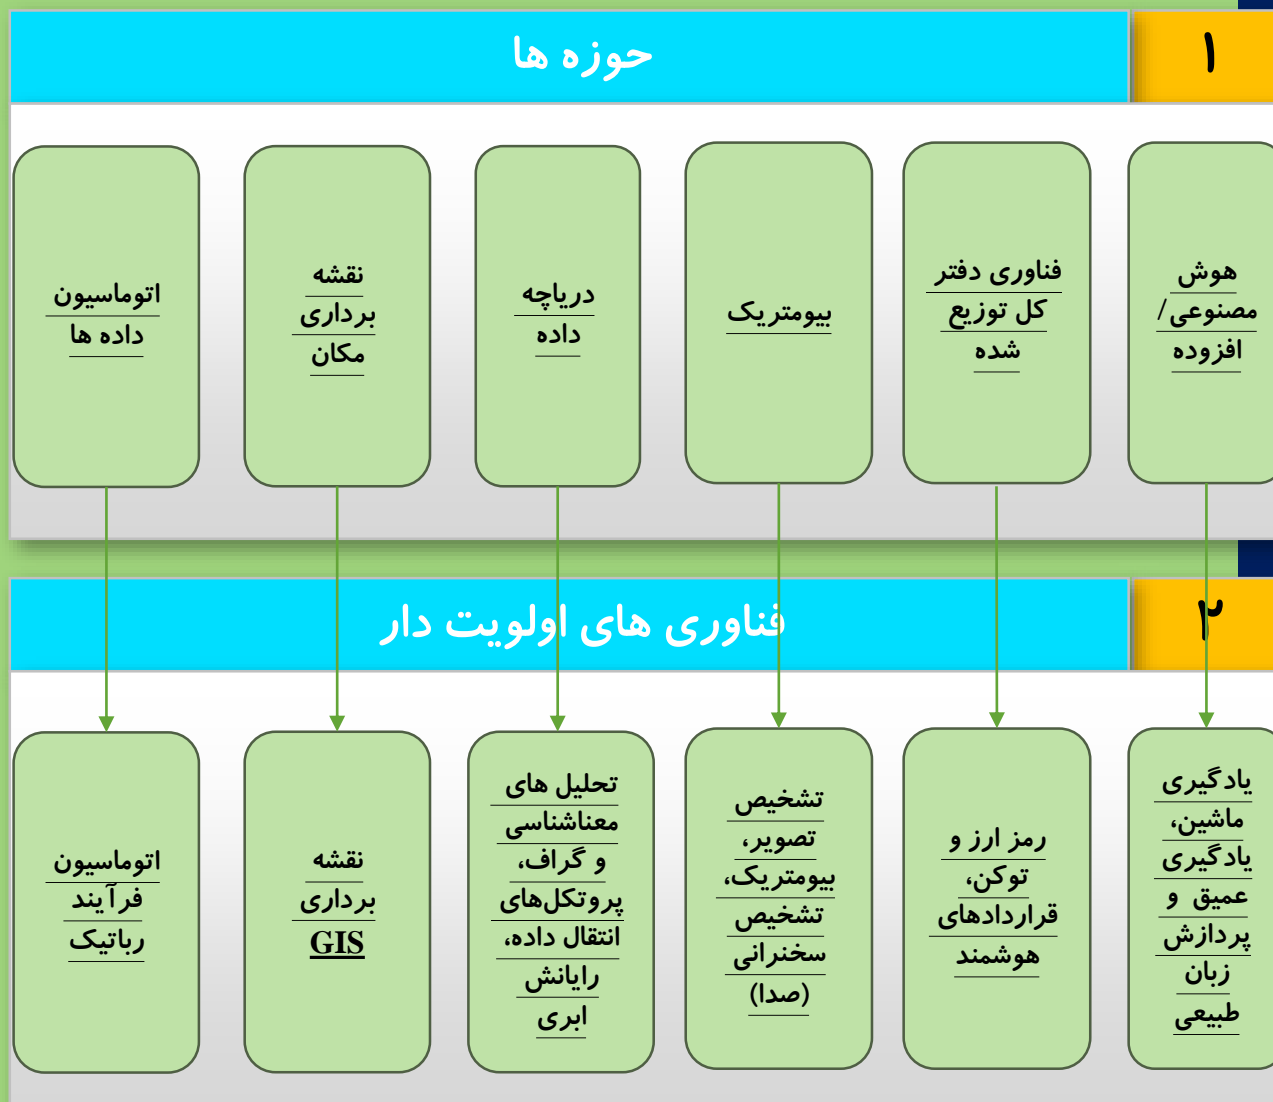 ۱
حوزه ها
هوش
مصنوعی/
افزوده
فناوری دفتر
کل توزیع
شده
بیومتریک
دریاچه
داده
نقشه
برداری
مکان
اتوماسیون
داده ها
۲
فناوری های اولویت دار
یادگیری
ماشین،
یادگیری
عمیق و
پردازش
زبان
طبیعی
رمز ارز و
توکن،
قراردادهای
هوشمند
تشخیص
تصویر،
بیومتریک،
تشخیص
سخنرانی
(صدا)
تحلیل های
معناشناسی
و گراف،
پروتکل‌های
انتقال داده،
رایانش
ابری
نقشه
برداری
GIS
اتوماسیون
فرآیند
رباتیک